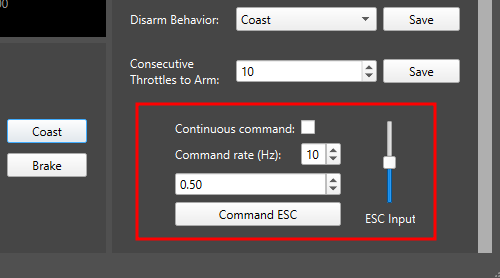 Disarm Behavior:
Coast
Save
Consecutive
Throttles to Arm:
10
Save
Coast
Brake
Continuous command:
Command rate (Hz):
10
0.50
Command ESC
ESC Input